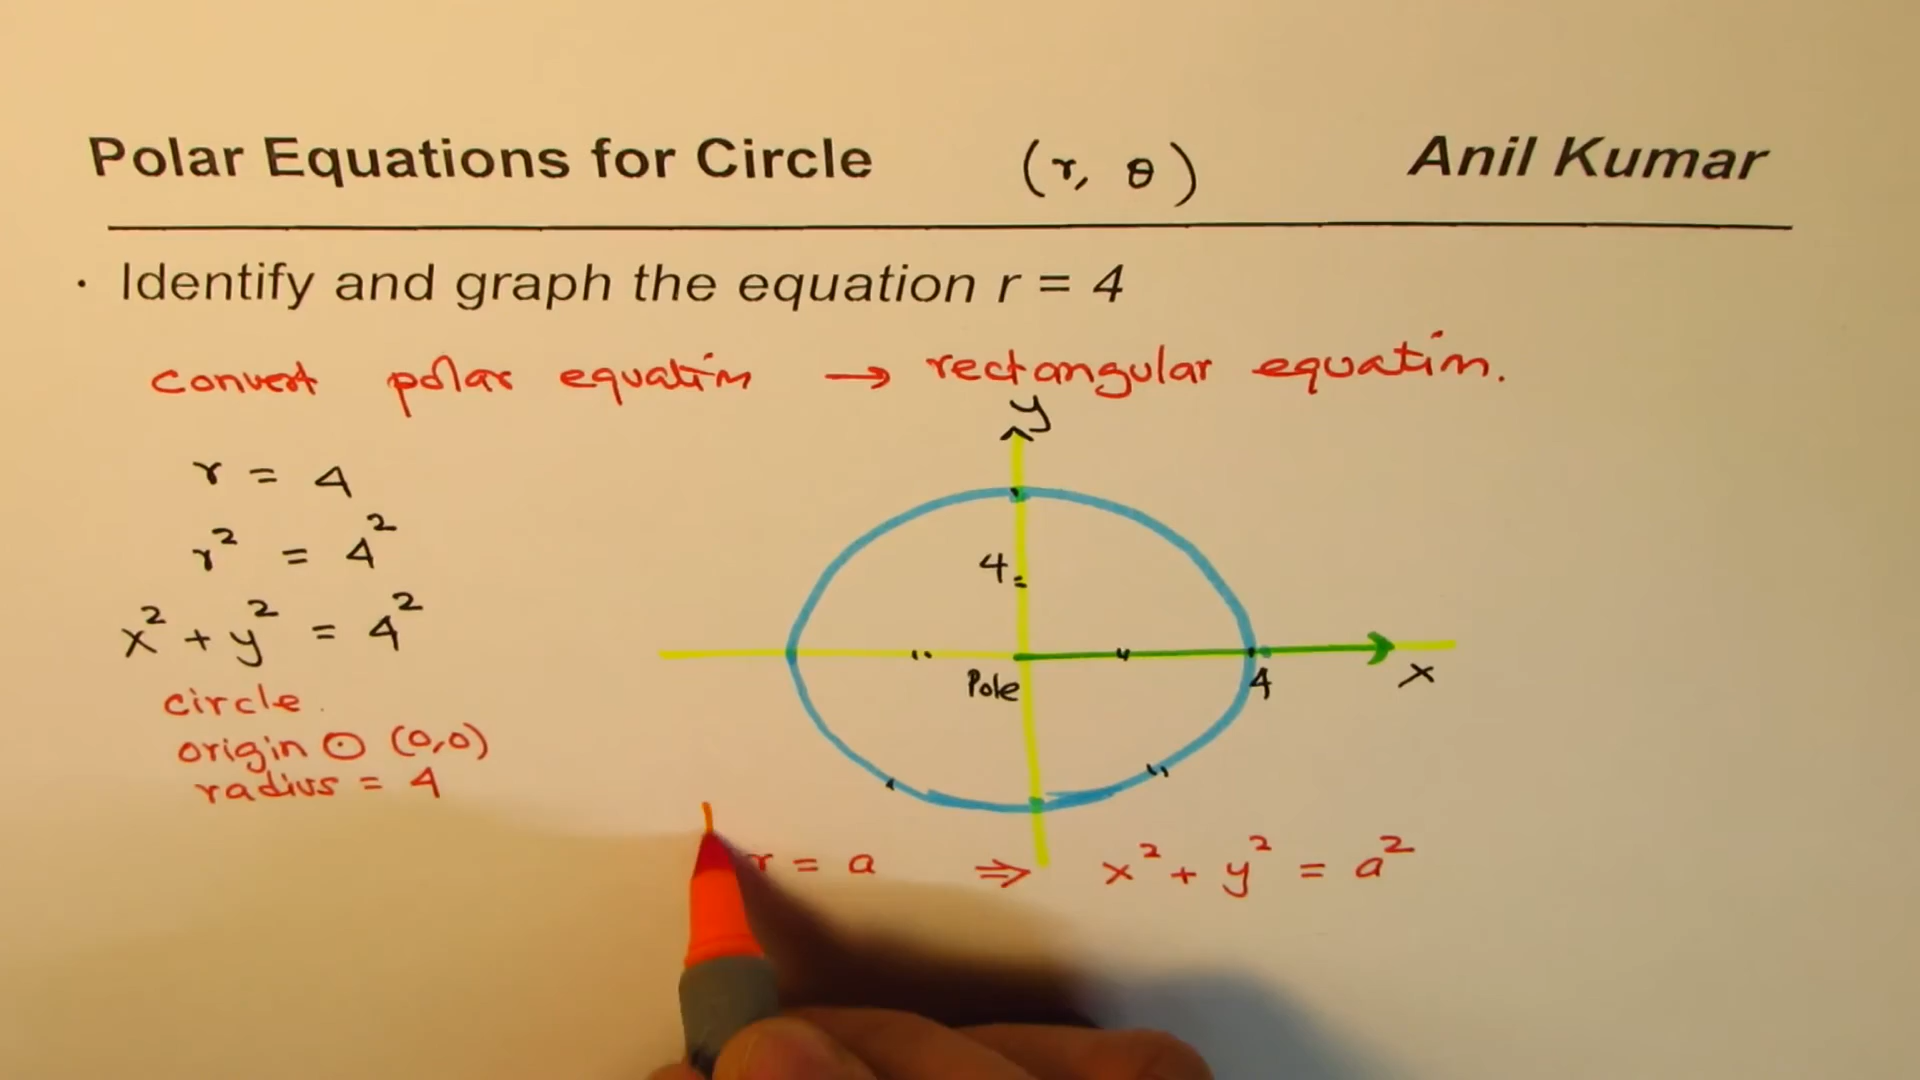 Polar Equations for Circle (r, θ) Anil Kumar
· Identify and graph the equation r = 4
convert polar equation → rectangular equation.
y
r = 4
r² = 4²
4
x² + y² = 4²
Pole 4 x
circle.
origin ⊙ (0,0)
radius = 4
r = a ⇒ x² + y² = a²